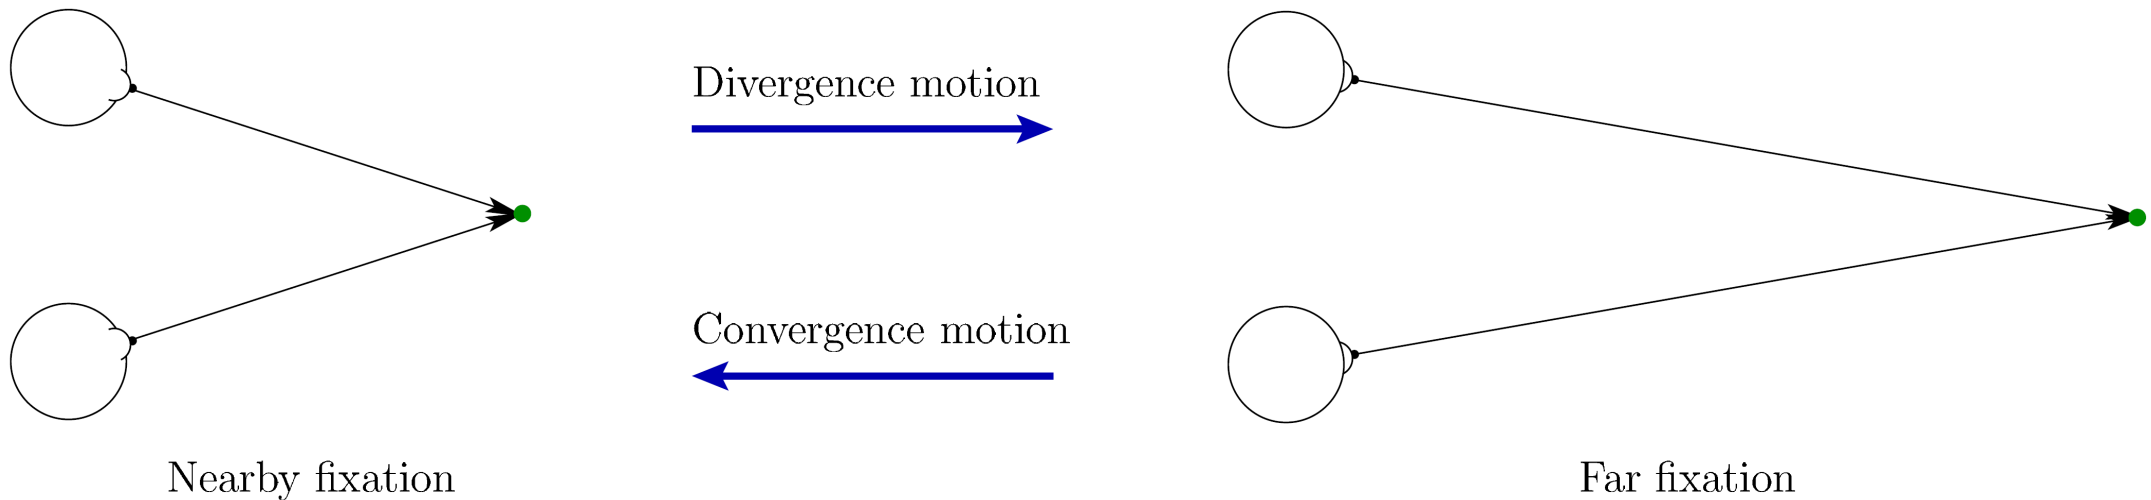 Divergence motion
Convergence motion
Nearby fixation
Far fixation